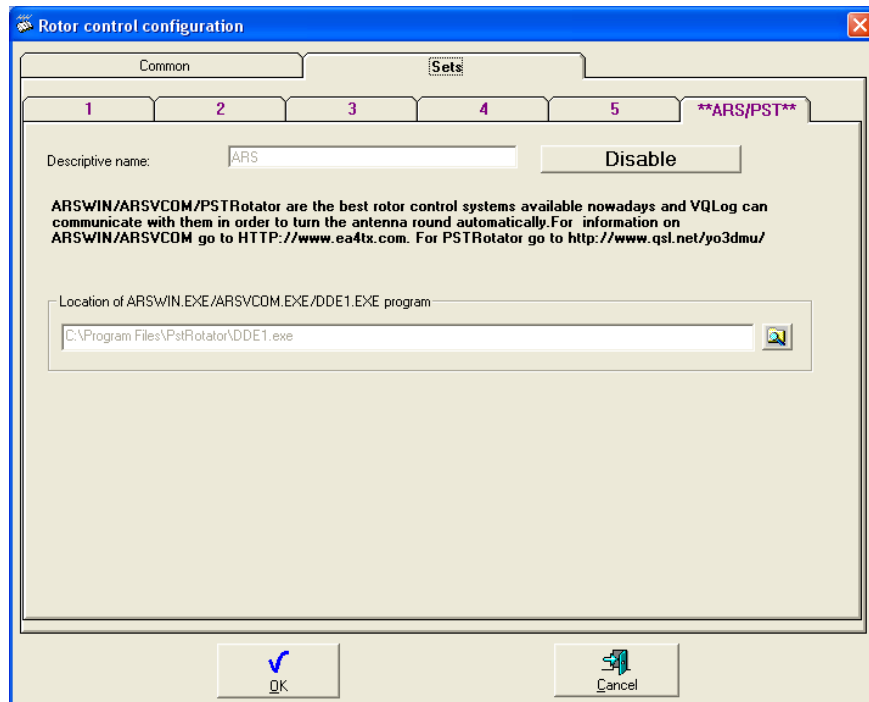 Rotor control configuration
Common
Sets
1
2
3
4
5
**ARS/PST**
Descriptive name:
ARS
Disable
ARSWIN/ARSVCOM/PSTRotator are the best rotor control systems available nowadays and VQLog can
communicate with them in order to turn the antenna round automatically.For information on
ARSWIN/ARSVCOM go to HTTP://www.ea4tx.com. For PSTRotator go to http://www.qsl.net/yo3dmu/
Location of ARSWIN.EXE/ARSVCOM.EXE/DDE1.EXE program
C:\Program Files\PstRotator\DDE1.exe
OK
Cancel